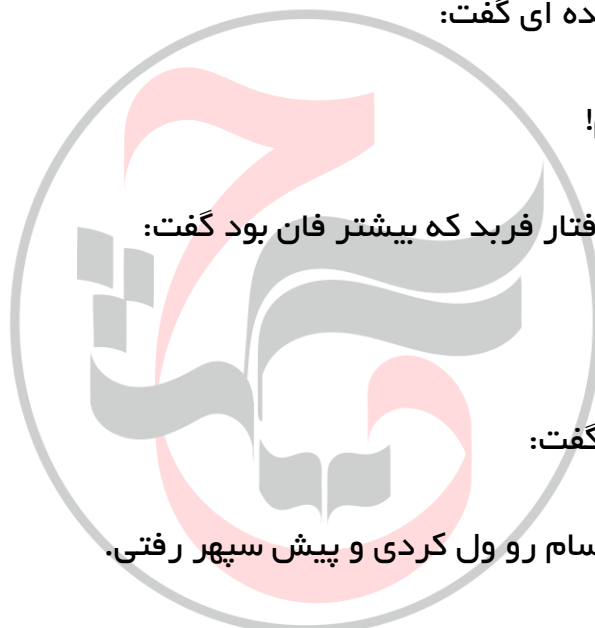 ده ای گفت:
!
فتار فربد که بیشتر فان بود گفت:
گفت:
سام رو ول کردی و پیش سپهر رفتی.